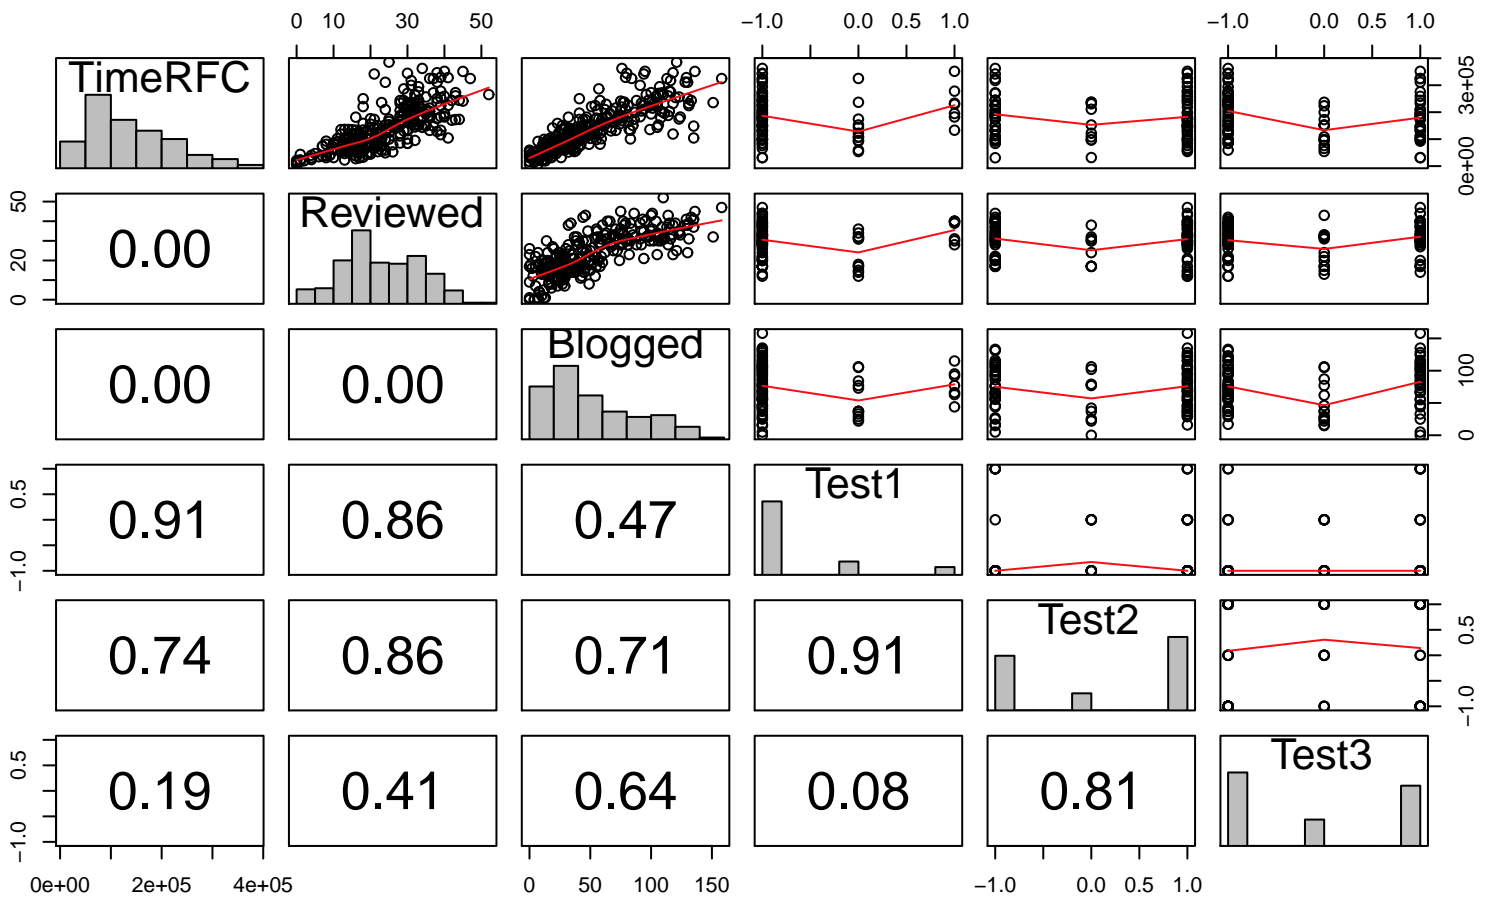 0 10 30 50 -1.0 0.0 0.5 1.0 -1.0 0.0 0.5 1.0
TimeRFC 0e+00 3e+05
0 20 50 0.00 Reviewed
0.00 0.00 Blogged 0 100
-1.0 0.5 0.91 0.86 0.47 Test1
0.74 0.86 0.71 0.91 Test2 -1.0 0.5
-1.0 0.5 0.19 0.41 0.64 0.08 0.81 Test3
0e+00 2e+05 4e+05 0 50 100 150 -1.0 0.0 0.5 1.0